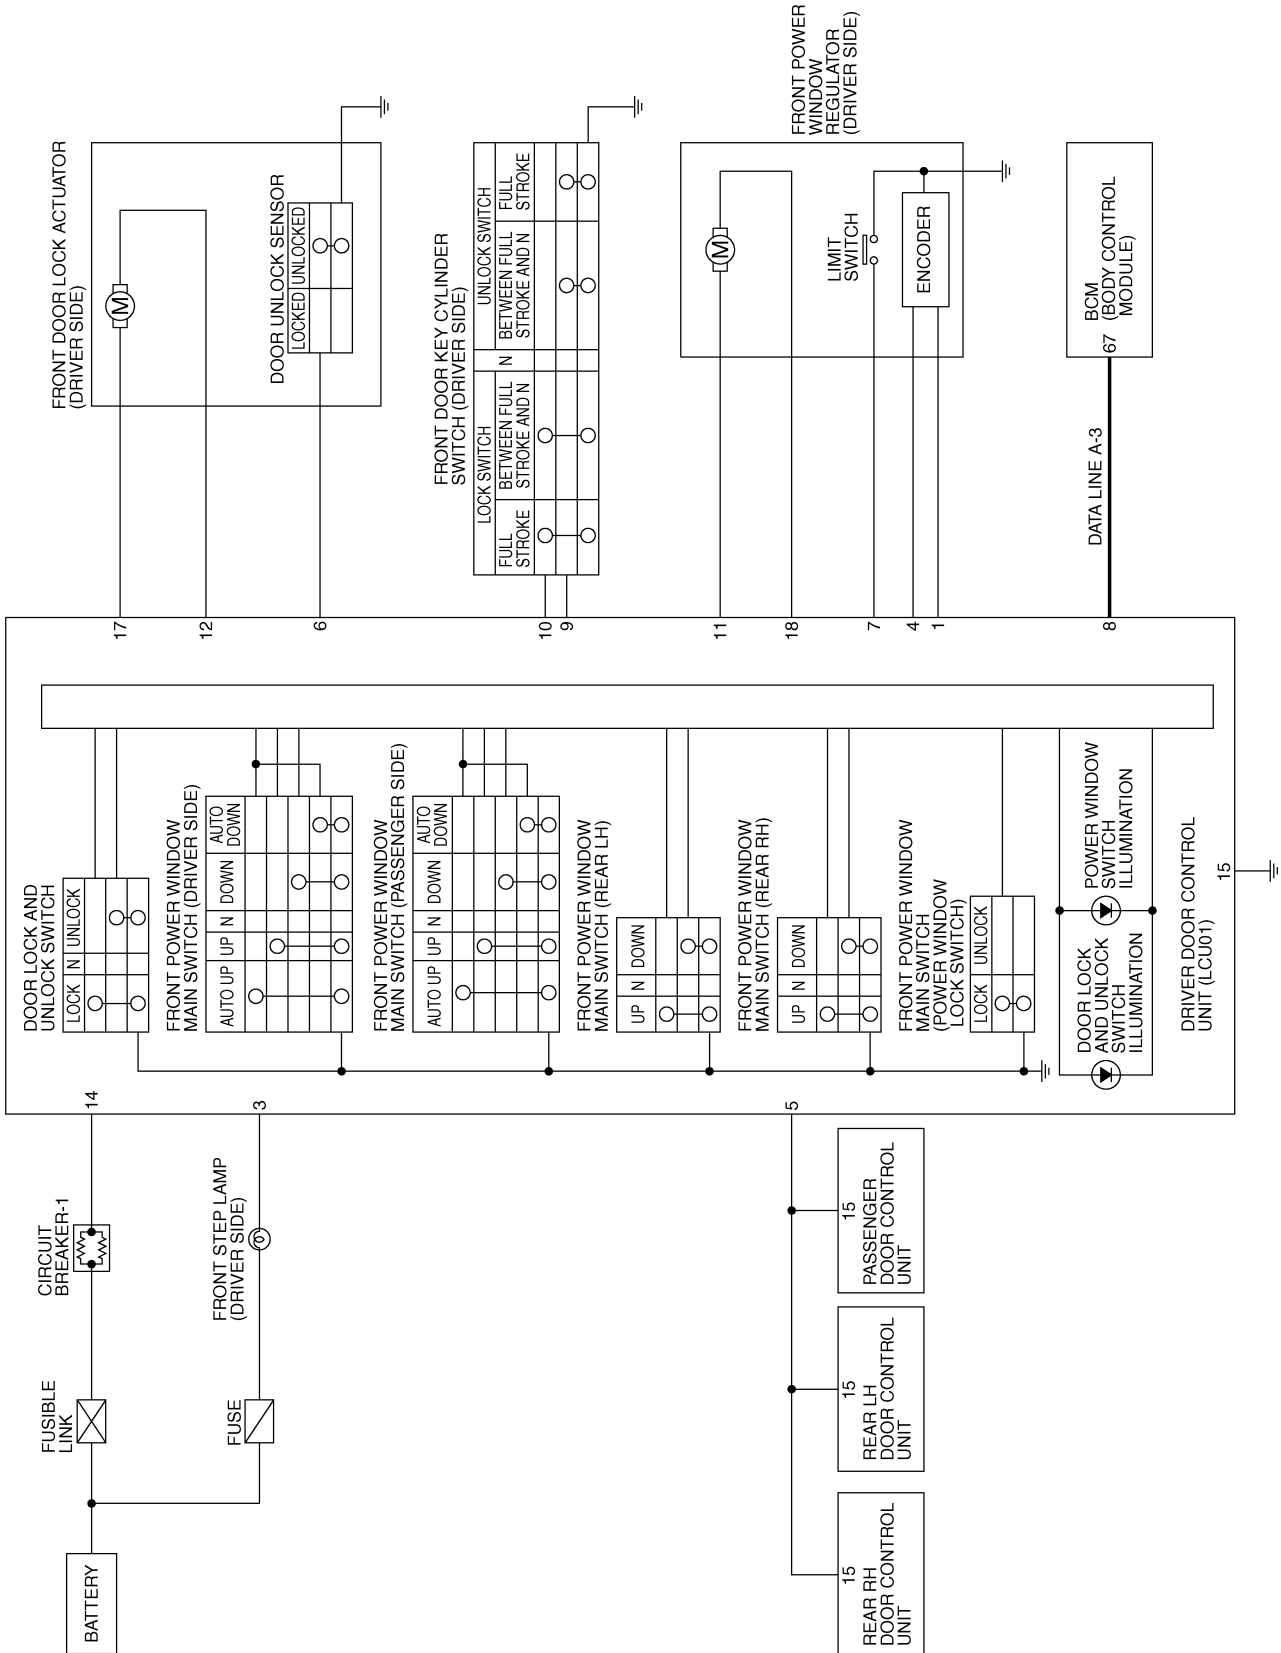 BATTERY
FUSIBLE
LINK
CIRCUIT
BREAKER-1
14
FUSE
FRONT STEP LAMP
(DRIVER SIDE)
3
REAR RH
DOOR CONTROL
UNIT
15
REAR LH
DOOR CONTROL
UNIT
15
PASSENGER
DOOR CONTROL
UNIT
15
5
DOOR LOCK AND
UNLOCK SWITCH
LOCK N UNLOCK
FRONT POWER WINDOW
MAIN SWITCH (DRIVER SIDE)
AUTO UP UP N DOWN AUTO
DOWN
FRONT POWER WINDOW
MAIN SWITCH (PASSENGER SIDE)
AUTO UP UP N DOWN AUTO
DOWN
FRONT POWER WINDOW
MAIN SWITCH (REAR LH)
UP N DOWN
FRONT POWER WINDOW
MAIN SWITCH (REAR RH)
UP N DOWN
FRONT POWER WINDOW
MAIN SWITCH
(POWER WINDOW
LOCK SWITCH)
LOCK UNLOCK
DOOR LOCK
AND UNLOCK
SWITCH
ILLUMINATION
POWER WINDOW
SWITCH
ILLUMINATION
DRIVER DOOR CONTROL
UNIT (LCU01)
15
17
12
6
10
9
11
18
7
4
1
8
FRONT DOOR LOCK ACTUATOR
(DRIVER SIDE)
M
DOOR UNLOCK SENSOR
LOCKED UNLOCKED
FRONT DOOR KEY CYLINDER
SWITCH (DRIVER SIDE)
LOCK SWITCH N UNLOCK SWITCH
FULL
STROKE
BETWEEN FULL
STROKE AND N
BETWEEN FULL
STROKE AND N
FULL
STROKE
FRONT POWER
WINDOW
REGULATOR
(DRIVER SIDE)
M
LIMIT
SWITCH
ENCODER
DATA LINE A-3
67
BCM
(BODY CONTROL
MODULE)